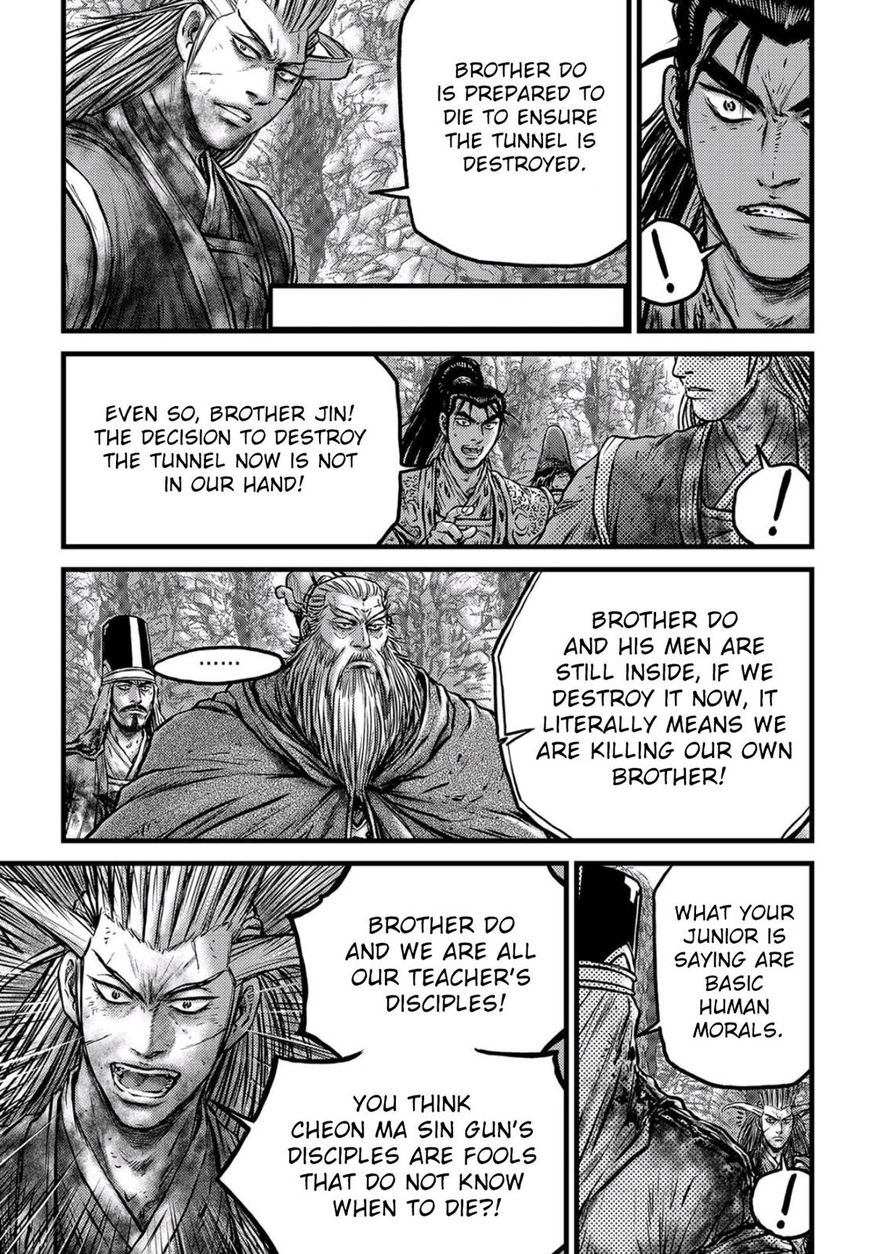 BROTHER DO
IS PREPARED TO
DIE TO ENSURE
THE TUNNEL IS
DESTROYED.
!
EVEN SO, BROTHER JIN!
THE DECISION TO DESTROY
THE TUNNEL NOW IS NOT
IN OUR HAND!
!
......
BROTHER DO
AND HIS MEN ARE
STILL INSIDE, IF WE
DESTROY IT NOW, IT
LITERALLY MEANS WE
ARE KILLING OUR OWN
BROTHER!
BROTHER DO
AND WE ARE ALL
OUR TEACHER'S
DISCIPLES!
YOU THINK
CHEON MA SIN GUN'S
DISCIPLES ARE FOOLS
THAT DO NOT KNOW
WHEN TO DIE?!
WHAT YOUR
JUNIOR IS
SAYING ARE
BASIC
HUMAN
MORALS.
!